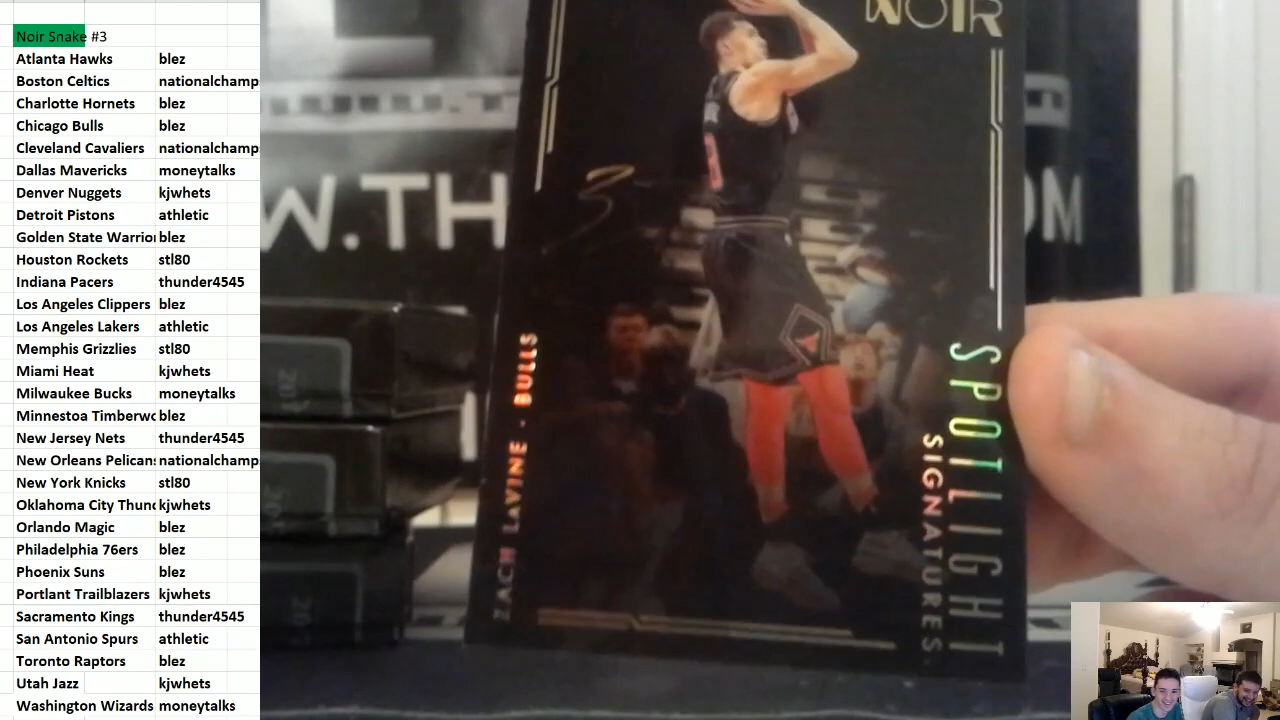 Noir Snake #3
Atlanta Hawks blez
Boston Celtics nationalchamp
Charlotte Hornets blez
Chicago Bulls blez
Cleveland Cavaliers nationalchamp
Dallas Mavericks moneytalks
Denver Nuggets kjwhets
Detroit Pistons athletic
Golden State Warrior blez
Houston Rockets stl80
Indiana Pacers thunder4545
Los Angeles Clippers blez
Los Angeles Lakers athletic
Memphis Grizzlies stl80
Miami Heat kjwhets
Milwaukee Bucks moneytalks
Minnestoa Timberwo blez
New Jersey Nets thunder4545
New Orleans Pelicans nationalchamp
New York Knicks stl80
Oklahoma City Thund kjwhets
Orlando Magic blez
Philadelphia 76ers blez
Phoenix Suns blez
Portlant Trailblazers kjwhets
Sacramento Kings thunder4545
San Antonio Spurs athletic
Toronto Raptors blez
Utah Jazz kjwhets
Washington Wizards moneytalks
NOIR
W.TH
OM
ZACH LAVINE · BULLS
SPOTLIGHT
SIGNATURES